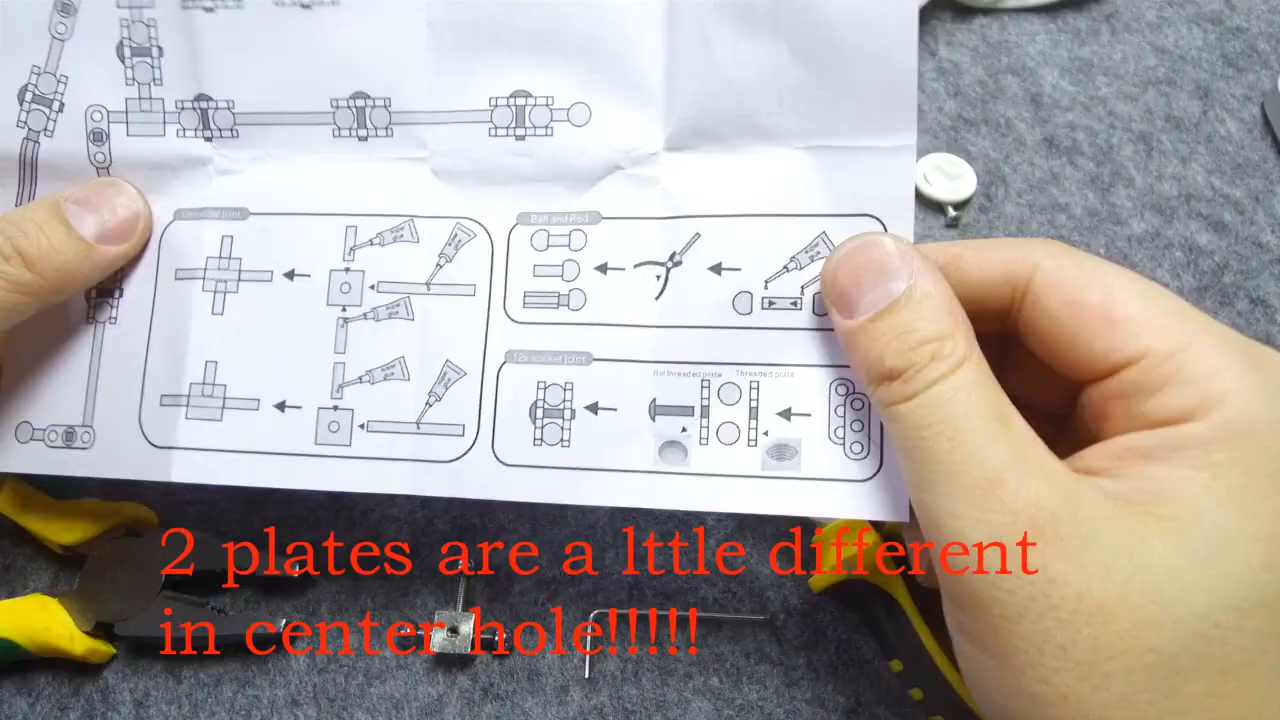 Ball and Rod
12x socket joint
Not threaded plate Threaded plate
2 plates are a lttle different
in center hole!!!!!